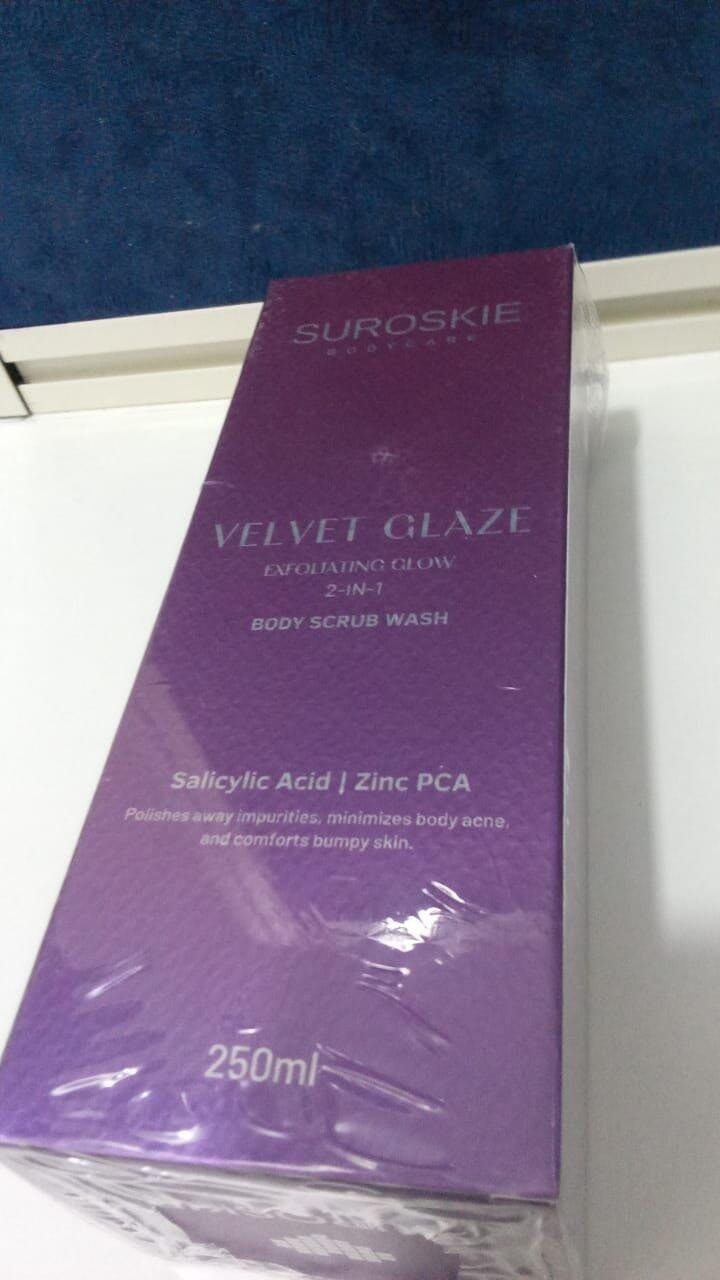 SUROSKIE
BODYCARE
VELVET GLAZE
EXFOLIATING GLOW
2-IN-1
BODY SCRUB WASH
Salicylic Acid | Zinc PCA
Polishes away impurities, minimizes body acne,
and comforts bumpy skin.
250ml